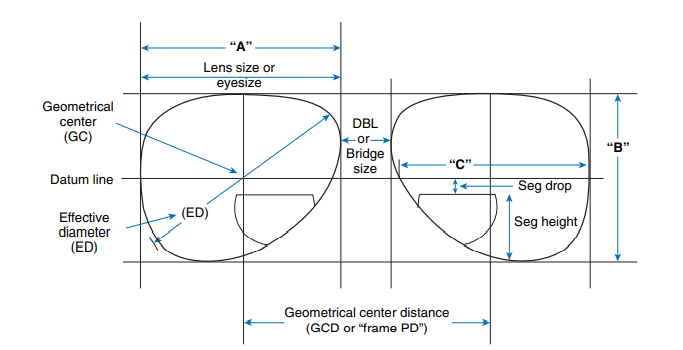 “A”
Lens size or
eyesize
Geometrical
center
(GC)
DBL
or
Bridge
size
“B”
“C”
Datum line
Seg drop
(ED)
Effective
diameter
(ED)
Seg height
Geometrical center distance
(GCD or “frame PD”)